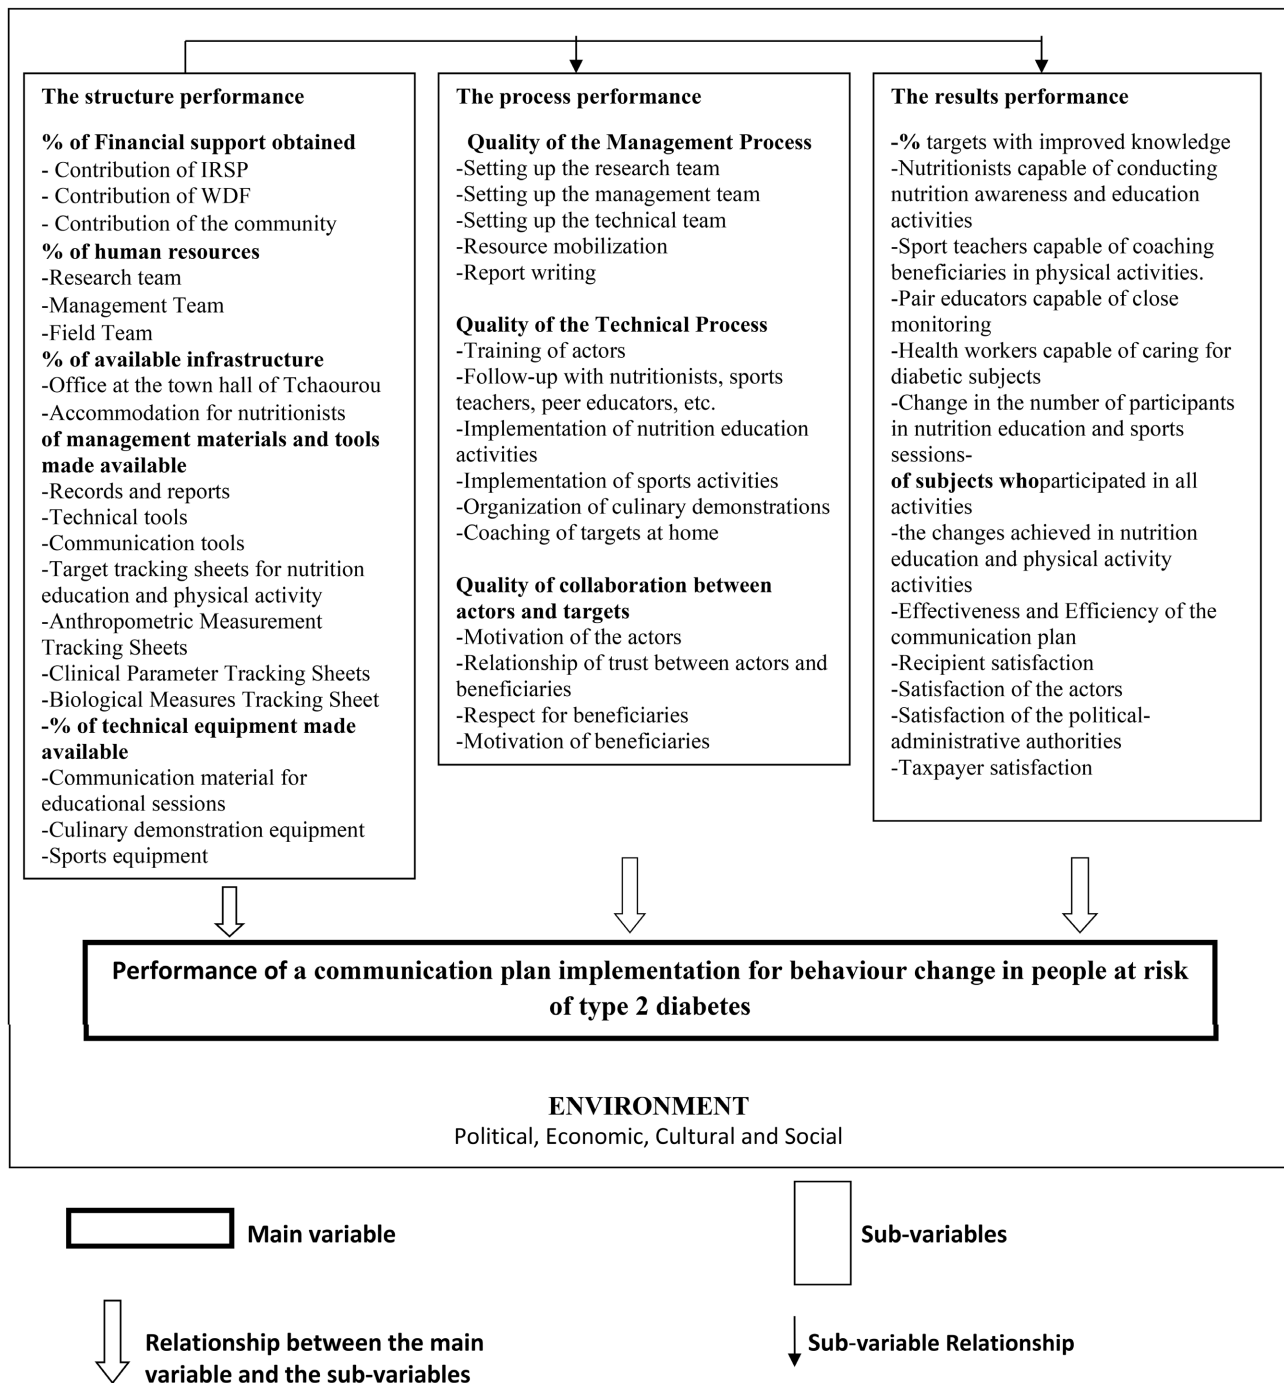 The structure performance
% of Financial support obtained
- Contribution of IRSP
- Contribution of WDF
- Contribution of the community
% of human resources
-Research team
-Management Team
-Field Team
% of available infrastructure
-Office at the town hall of Tchaourou
-Accommodation for nutritionists
of management materials and tools
made available
-Records and reports
-Technical tools
-Communication tools
-Target tracking sheets for nutrition
education and physical activity
-Anthropometric Measurement
Tracking Sheets
-Clinical Parameter Tracking Sheets
-Biological Measures Tracking Sheet
-% of technical equipment made
available
-Communication material for
educational sessions
-Culinary demonstration equipment
-Sports equipment
The process performance
Quality of the Management Process
-Setting up the research team
-Setting up the management team
-Setting up the technical team
-Resource mobilization
-Report writing
Quality of the Technical Process
-Training of actors
-Follow-up with nutritionists, sports
teachers, peer educators, etc.
-Implementation of nutrition education
activities
-Implementation of sports activities
-Organization of culinary demonstrations
-Coaching of targets at home
Quality of collaboration between
actors and targets
-Motivation of the actors
-Relationship of trust between actors and
beneficiaries
-Respect for beneficiaries
-Motivation of beneficiaries
The results performance
-% targets with improved knowledge
-Nutritionists capable of conducting
nutrition awareness and education
activities
-Sport teachers capable of coaching
beneficiaries in physical activities.
-Pair educators capable of close
monitoring
-Health workers capable of caring for
diabetic subjects
-Change in the number of participants
in nutrition education and sports
sessions-
of subjects whoparticipated in all
activities
-the changes achieved in nutrition
education and physical activity
activities
-Effectiveness and Efficiency of the
communication plan
-Recipient satisfaction
-Satisfaction of the actors
-Satisfaction of the political-
administrative authorities
-Taxpayer satisfaction
Performance of a communication plan implementation for behaviour change in people at risk
of type 2 diabetes
ENVIRONMENT
Political, Economic, Cultural and Social
Main variable
Sub-variables
Relationship between the main
variable and the sub-variables
Sub-variable Relationship